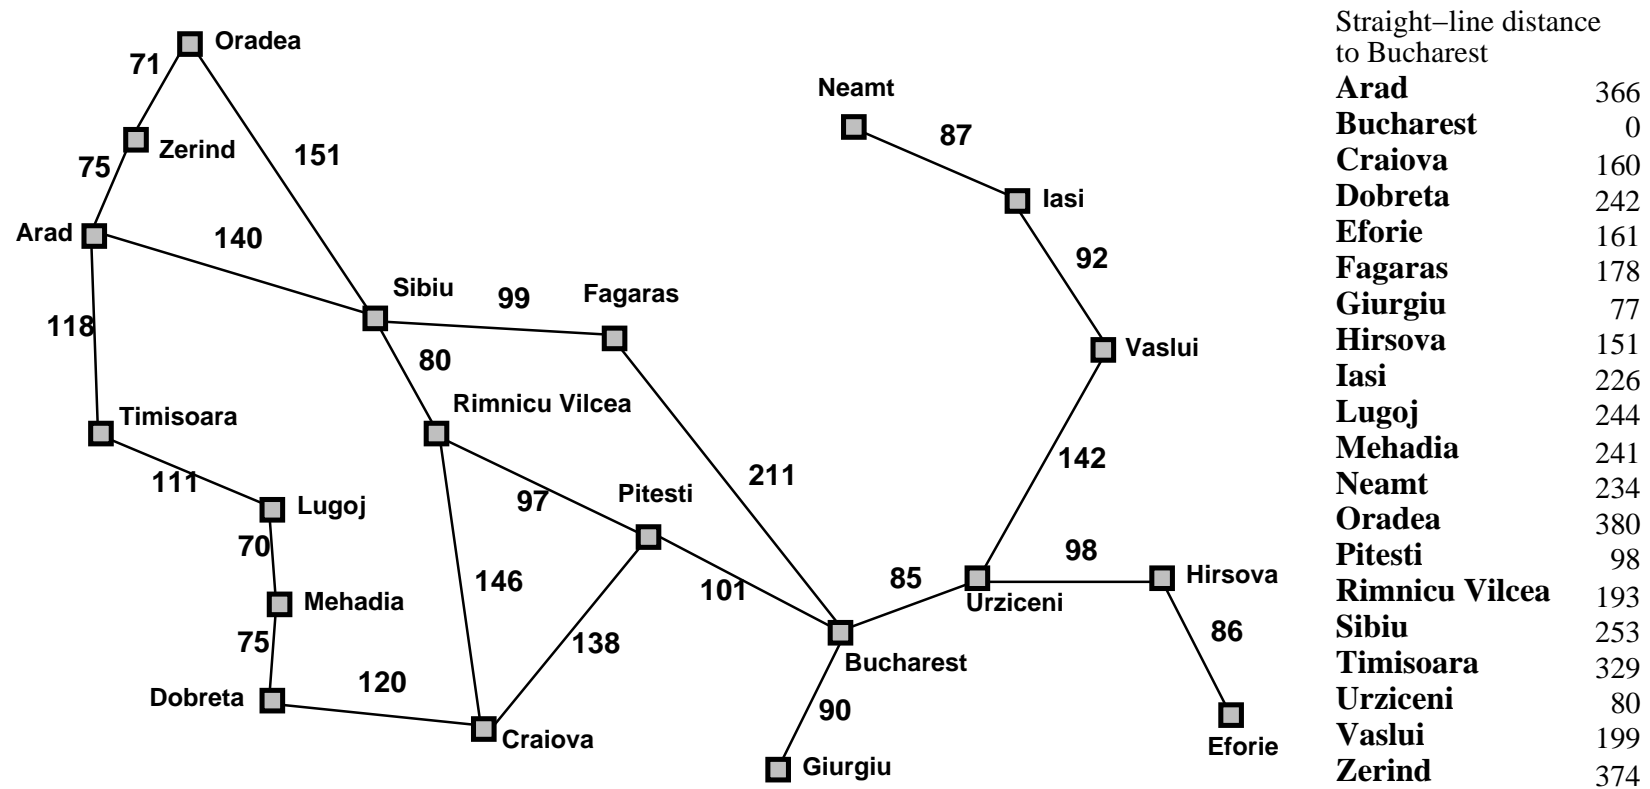 Oradea
71
Neamt
87
Zerind
151
75
Iasi
Arad
140
92
Sibiu
99
Fagaras
118
80
Vaslui
Rimnicu Vilcea
Timisoara
142
211
111
97
Pitesti
Lugoj
70
98
146
101
85
Hirsova
Mehadia
Urziceni
75
138
86
Bucharest
120
Dobreta
90
Craiova
Eforie
Giurgiu
Straight−line distance
to Bucharest
Arad 366
Bucharest 0
Craiova 160
Dobreta 242
Eforie 161
Fagaras 178
Giurgiu 77
Hirsova 151
Iasi 226
Lugoj 244
Mehadia 241
Neamt 234
Oradea 380
Pitesti 98
Rimnicu Vilcea 193
Sibiu 253
Timisoara 329
Urziceni 80
Vaslui 199
Zerind 374